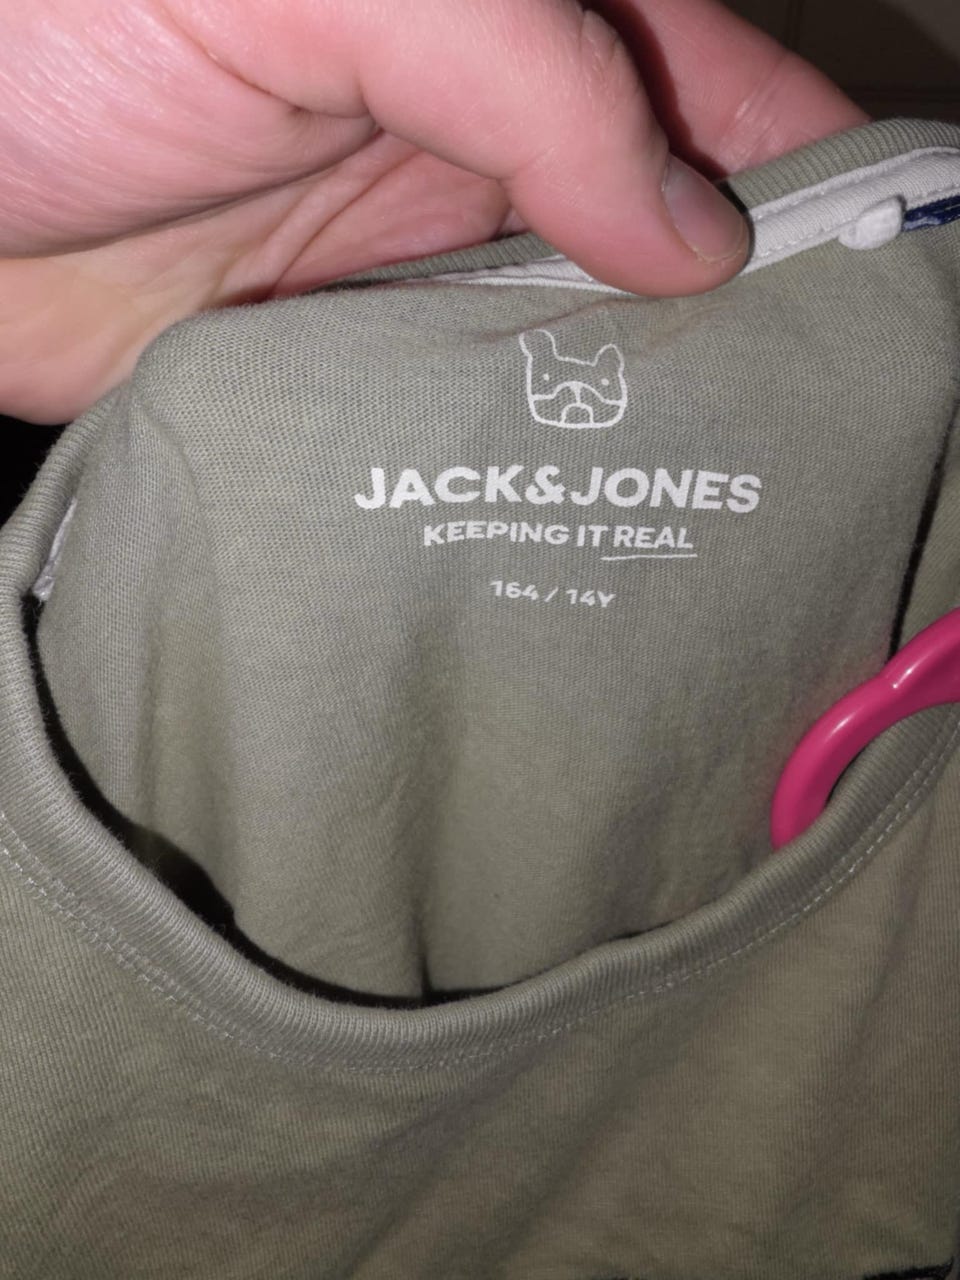 JACK&JONES
KEEPING IT REAL
164 / 14Y